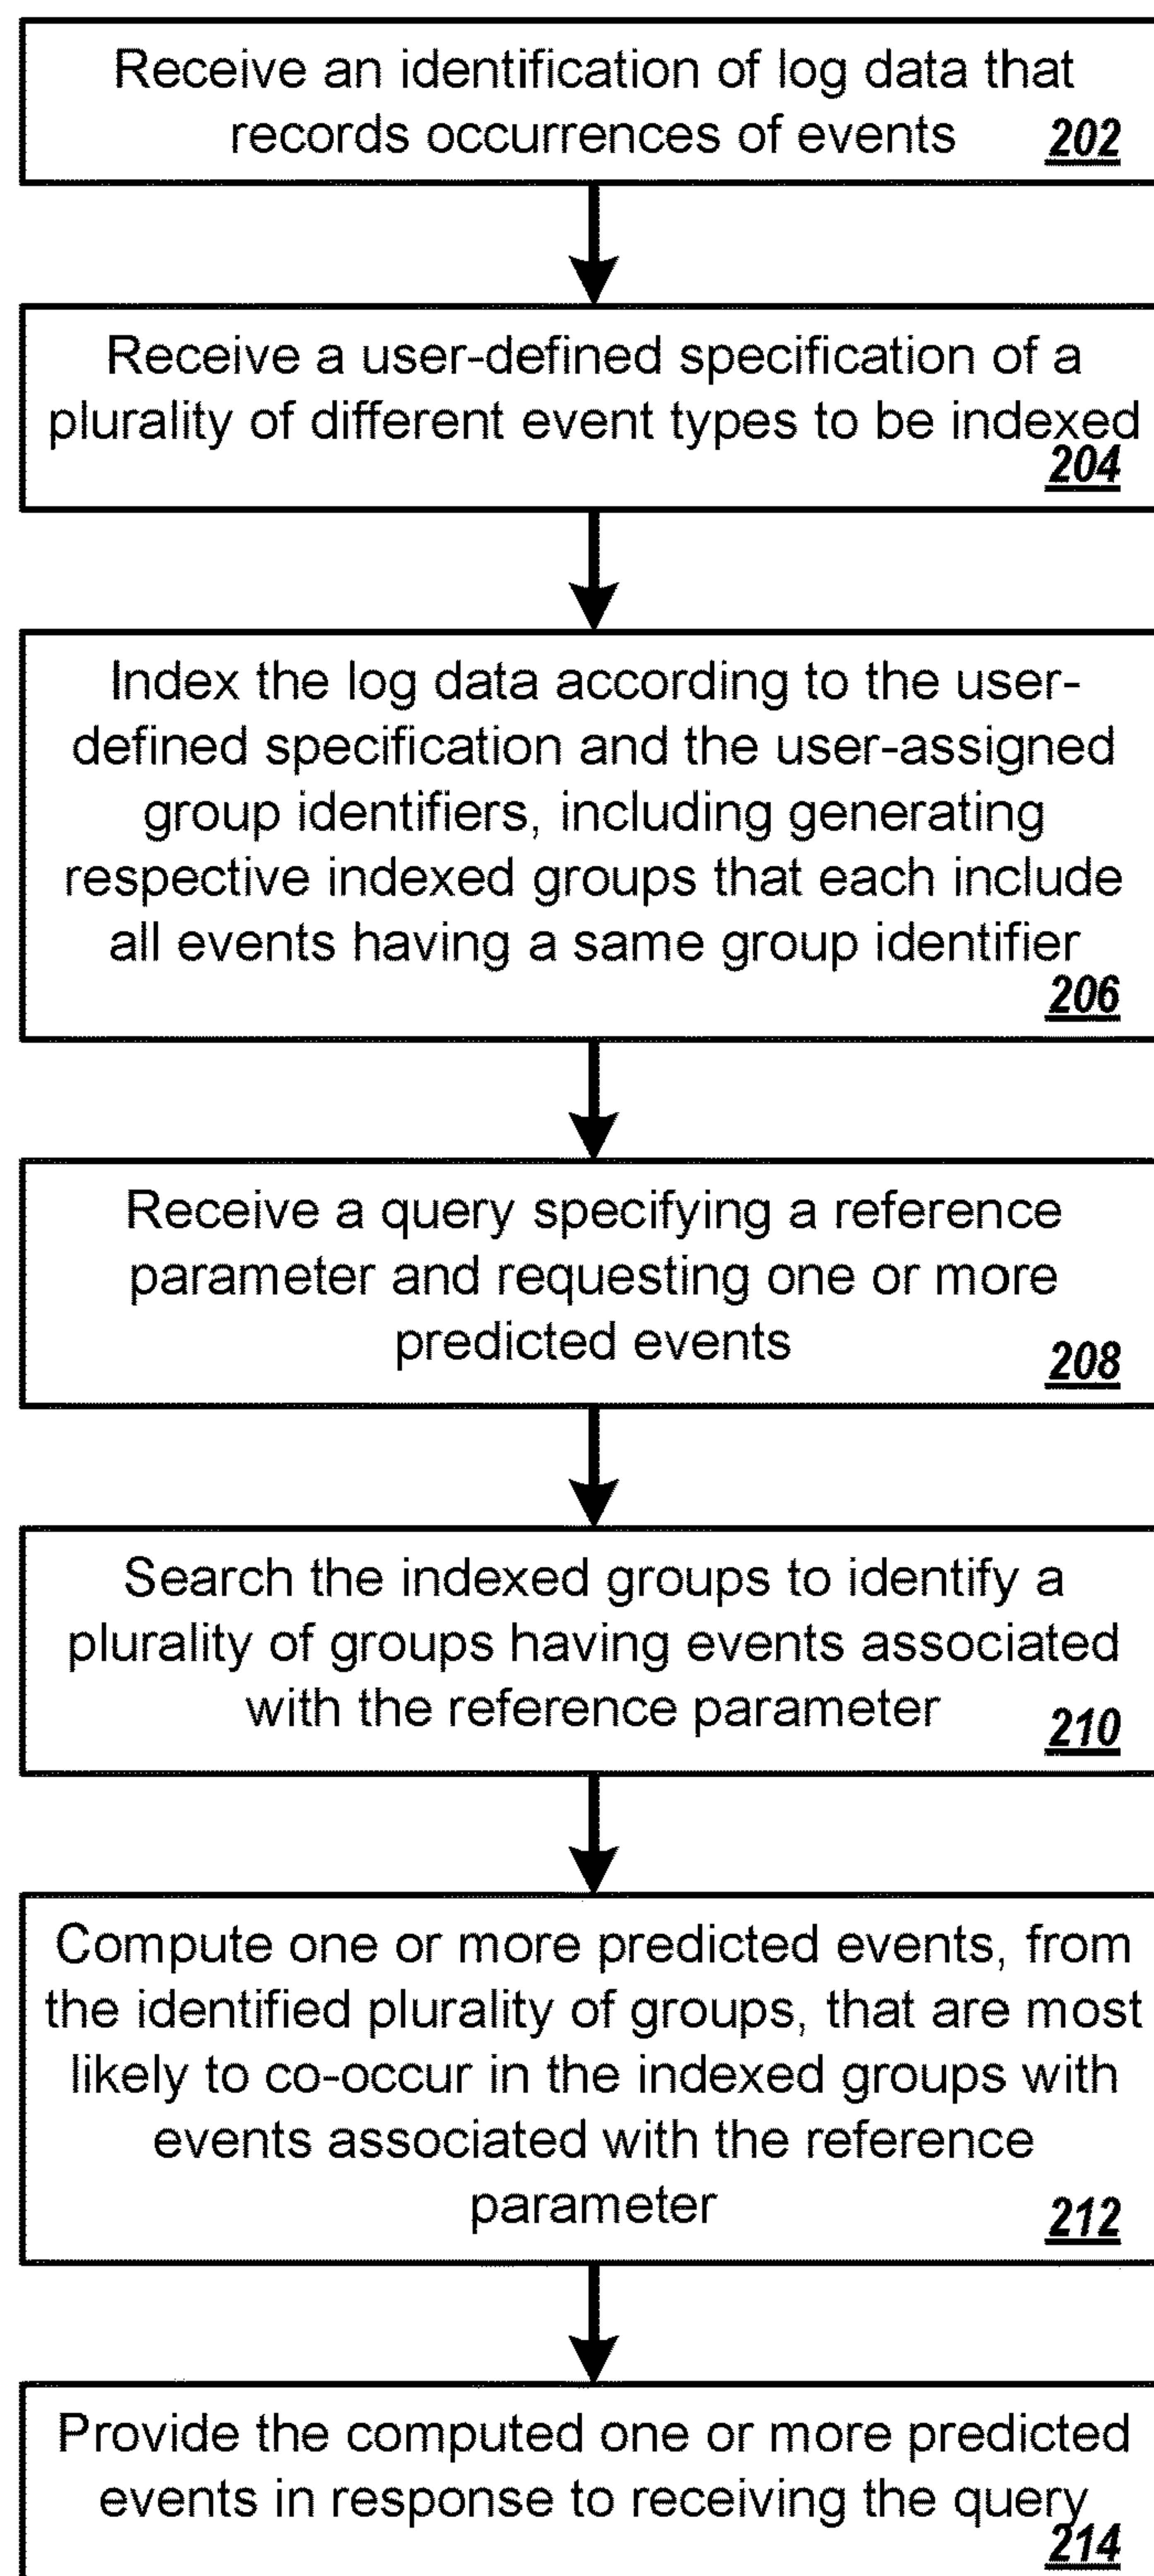 Receive an identification of log data that
records occurrences of events 202
Receive a user-defined specification of a
plurality of different event types to be indexed
204
Index the log data according to the user-
defined specification and the user-assigned
group identifiers, including generating
respective indexed groups that each include
all events having a same group identifier
206
Receive a query specifying a reference
parameter and requesting one or more
predicted events
208
Search the indexed groups to identify a
plurality of groups having events associated
with the reference parameter
210
Compute one or more predicted events, from
the identified plurality of groups, that are most
likely to co-occur in the indexed groups with
events associated with the reference
parameter
212
Provide the computed one or more predicted
events in response to receiving the query
214